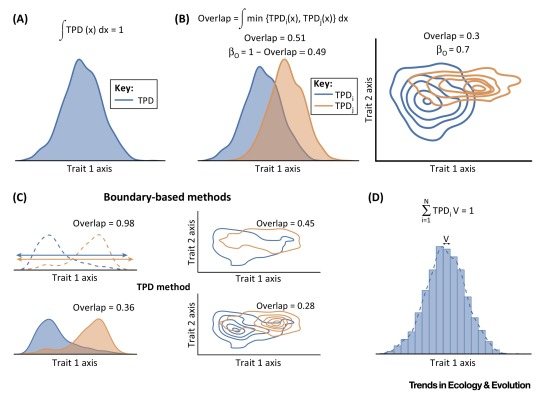 (A)
∫TPD (x) dx = 1
Key:
TPD
Trait 1 axis
(B)
Overlap = ∫ min {TPDi(x), TPDj(x)} dx
Overlap = 0.51
βO = 1 − Overlap = 0.49
Key:
TPDi
TPDj
Trait 1 axis
Overlap = 0.3
βO = 0.7
Trait 2 axis
Trait 1 axis
(C)
Boundary-based methods
Overlap = 0.98
Trait 1 axis
Overlap = 0.45
Trait 2 axis
Trait 1 axis
TPD method
Overlap = 0.36
Trait 1 axis
Overlap = 0.28
Trait 2 axis
Trait 1 axis
(D)
N
∑ TPDi V = 1
i=1
V
Trait 1 axis
Trends in Ecology & Evolution